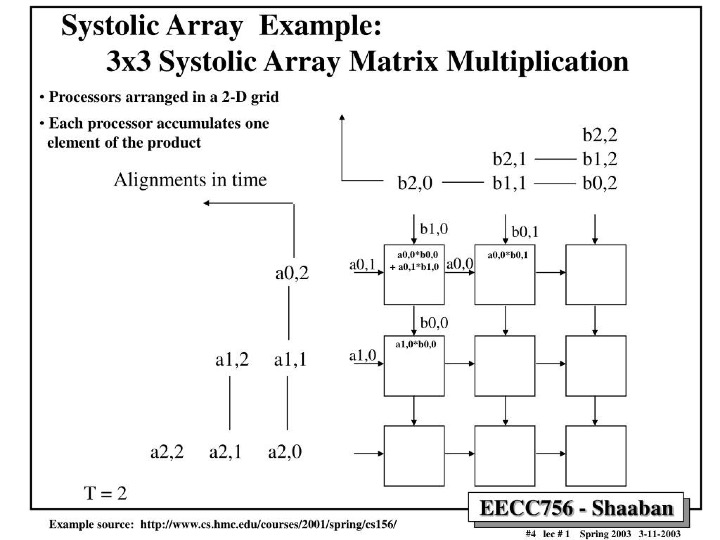 Systolic Array Example:
3x3 Systolic Array Matrix Multiplication
• Processors arranged in a 2-D grid
• Each processor accumulates one
element of the product
Alignments in time
b2,2
b2,1 b1,2
b2,0 b1,1 b0,2
b1,0 b0,1
a0,2 a0,1 a0,0*b0,0 a0,0 a0,0*b0,1
+ a0,1*b1,0
b0,0
a1,2 a1,1 a1,0 a1,0*b0,0
a2,2 a2,1 a2,0
T = 2
EECC756 - Shaaban
Example source: http://www.cs.hmc.edu/courses/2001/spring/cs156/
#4 lec # 1 Spring 2003 3-11-2003